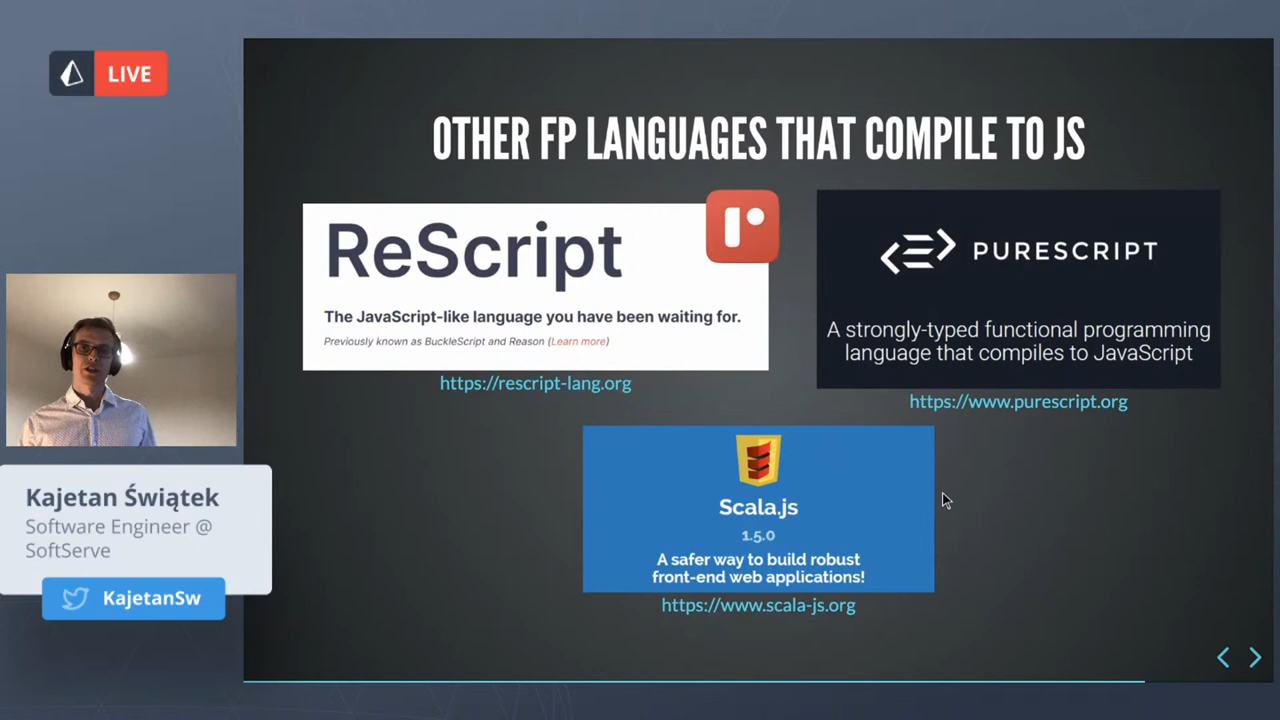 LIVE
OTHER FP LANGUAGES THAT COMPILE TO JS
ReScript
The JavaScript-like language you have been waiting for.
Previously known as BuckleScript and Reason (Learn more)
https://rescript-lang.org
PURESCRIPT
A strongly-typed functional programming
language that compiles to JavaScript
https://www.purescript.org
Scala.js
1.5.0
A safer way to build robust
front-end web applications!
https://www.scala-js.org
Kajetan Świątek
Software Engineer @
SoftServe
KajetanSw